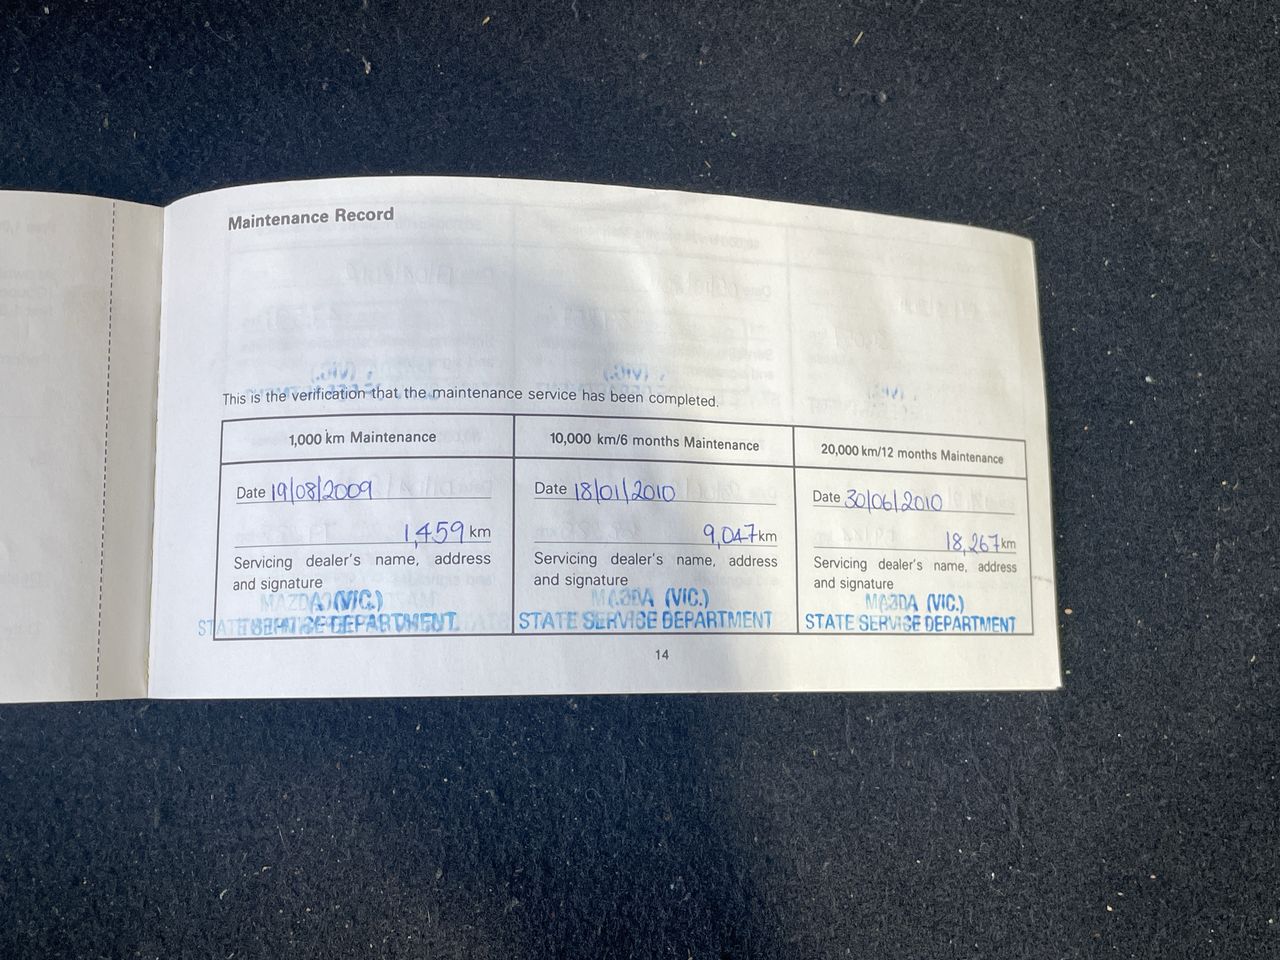 Maintenance Record
This is the verification that the maintenance service has been completed.
1,000 km Maintenance
Date 19/08/2009
1,459 km
Servicing dealer's name, address
and signature
MAZDA (VIC.)
STATE SERVICE DEPARTMENT
10,000 km/6 months Maintenance
Date 18/01/2010
9,047 km
Servicing dealer's name, address
and signature
MAZDA (VIC.)
STATE SERVICE DEPARTMENT
20,000 km/12 months Maintenance
Date 30/06/2010
18,267 km
Servicing dealer's name, address
and signature
MAZDA (VIC.)
STATE SERVICE DEPARTMENT
14